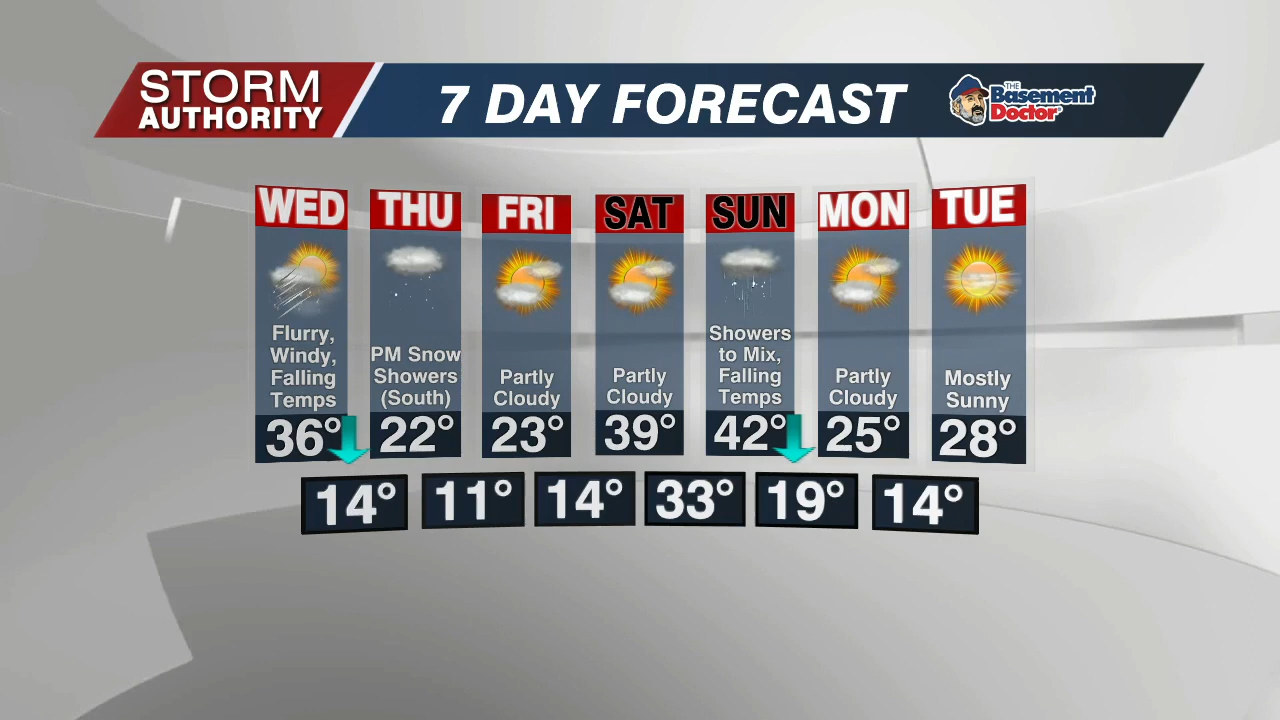 STORM
AUTHORITY
7 DAY FORECAST
THE
Basement
Doctor
WED
Flurry,
Windy,
Falling
Temps
36°
THU
PM Snow
Showers
(South)
22°
FRI
Partly
Cloudy
23°
SAT
Partly
Cloudy
39°
SUN
Showers
to Mix,
Falling
Temps
42°
MON
Partly
Cloudy
25°
TUE
Mostly
Sunny
28°
14° 11° 14° 33° 19° 14°